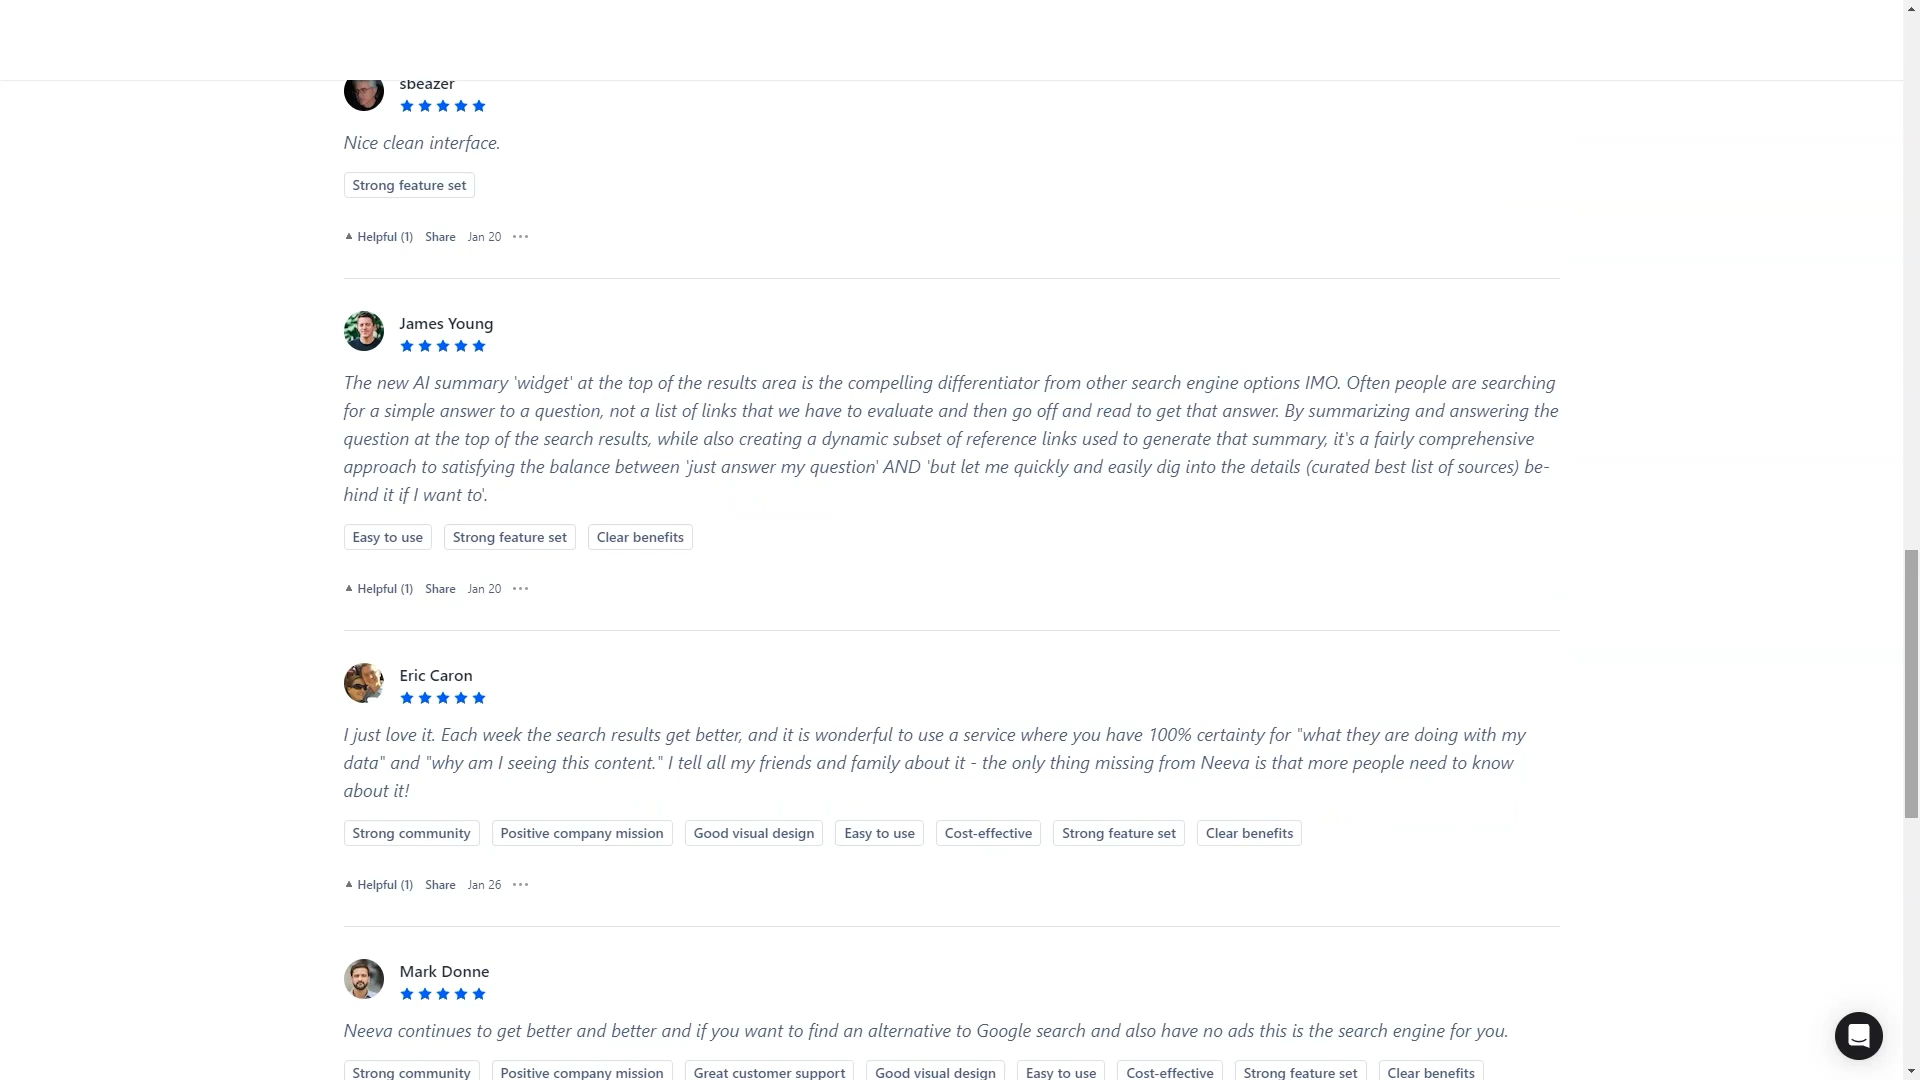 sbeazer
Nice clean interface.
Strong feature set
▲ Helpful (1) Share Jan 20 •••
James Young
The new AI summary 'widget' at the top of the results area is the compelling differentiator from other search engine options IMO. Often people are searching
for a simple answer to a question, not a list of links that we have to evaluate and then go off and read to get that answer. By summarizing and answering the
question at the top of the search results, while also creating a dynamic subset of reference links used to generate that summary, it's a fairly comprehensive
approach to satisfying the balance between 'just answer my question' AND 'but let me quickly and easily dig into the details (curated best list of sources) be-
hind it if I want to'.
Easy to use Strong feature set Clear benefits
▲ Helpful (1) Share Jan 20 •••
Eric Caron
I just love it. Each week the search results get better, and it is wonderful to use a service where you have 100% certainty for "what they are doing with my
data" and "why am I seeing this content." I tell all my friends and family about it - the only thing missing from Neeva is that more people need to know
about it!
Strong community Positive company mission Good visual design Easy to use Cost-effective Strong feature set Clear benefits
▲ Helpful (1) Share Jan 26 •••
Mark Donne
Neeva continues to get better and better and if you want to find an alternative to Google search and also have no ads this is the search engine for you.
Strong community Positive company mission Great customer support Good visual design Easy to use Cost-effective Strong feature set Clear benefits